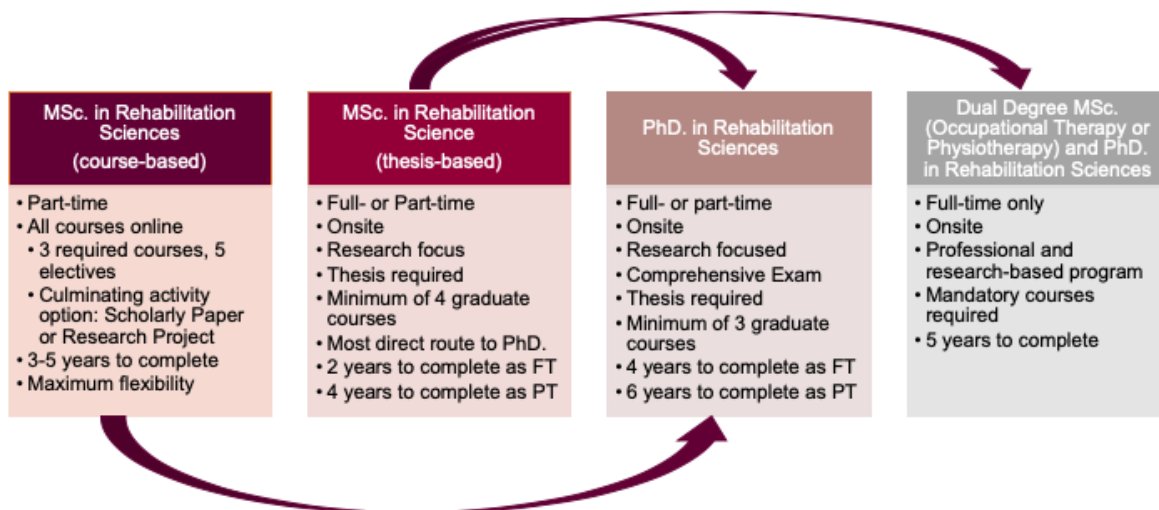 MSc. in Rehabilitation
Sciences
(course-based)
• Part-time
• All courses online
• 3 required courses, 5
electives
• Culminating activity
option: Scholarly Paper
or Research Project
• 3-5 years to complete
• Maximum flexibility
MSc. in Rehabilitation
Science
(thesis-based)
• Full- or Part-time
• Onsite
• Research focus
• Thesis required
• Minimum of 4 graduate
courses
• Most direct route to PhD.
• 2 years to complete as FT
• 4 years to complete as PT
PhD. in Rehabilitation
Sciences
• Full- or part-time
• Onsite
• Research focused
• Comprehensive Exam
• Thesis required
• Minimum of 3 graduate
courses
• 4 years to complete as FT
• 6 years to complete as PT
Dual Degree MSc.
(Occupational Therapy or
Physiotherapy) and PhD.
in Rehabilitation Sciences
• Full-time only
• Onsite
• Professional and
research-based program
• Mandatory courses
required
• 5 years to complete